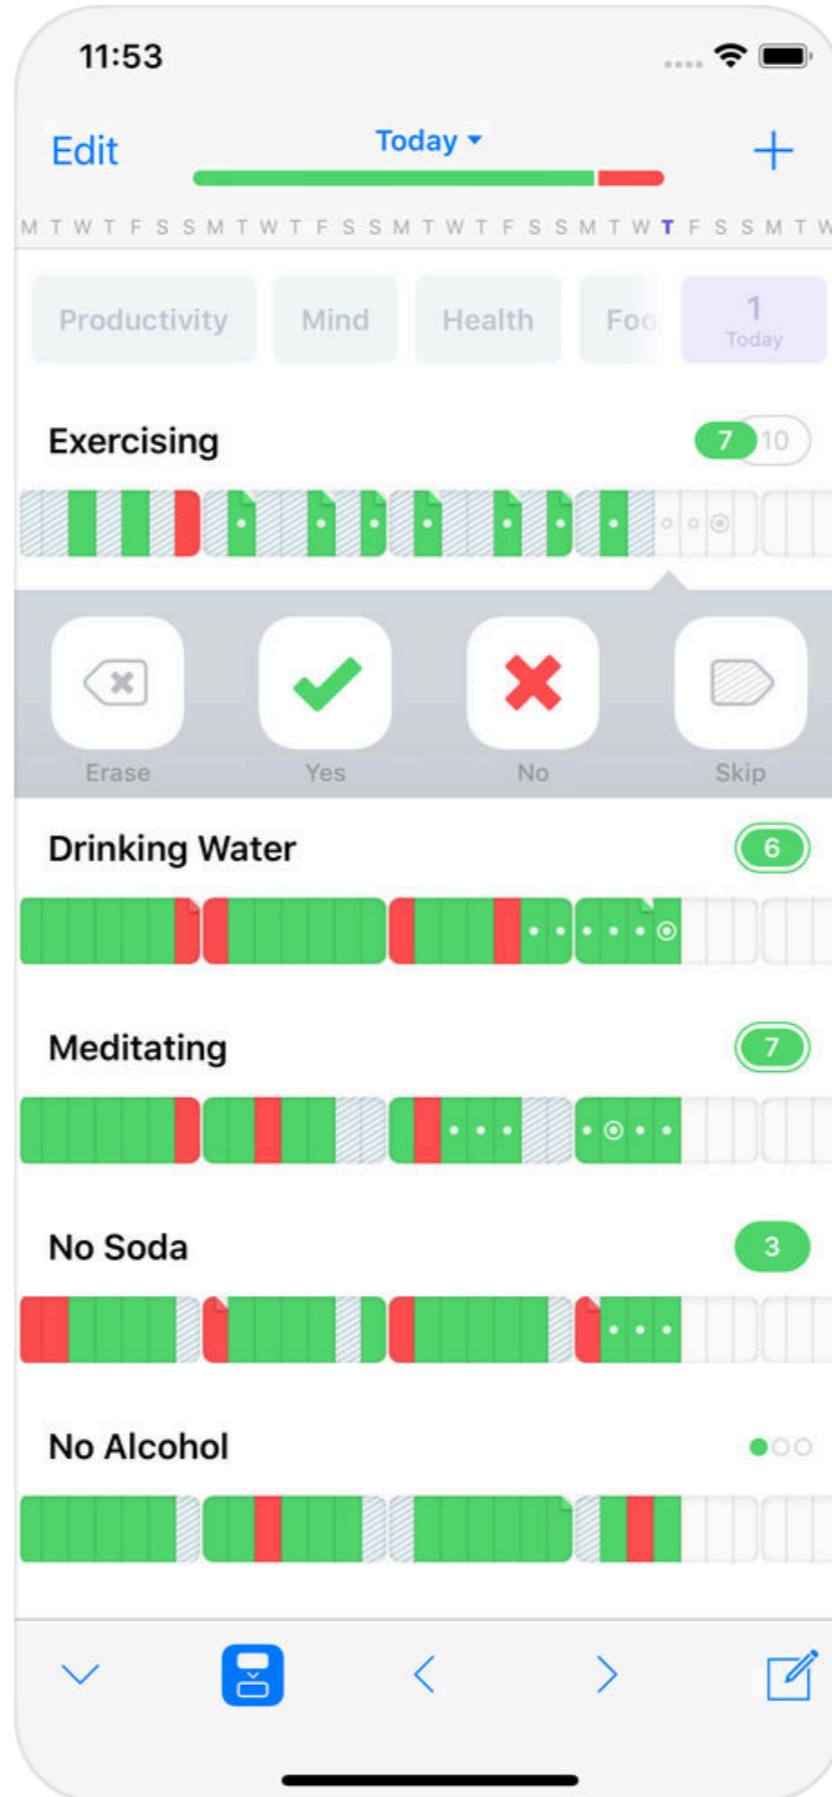 11:53
Edit Today
M T W T F S S M T W T F S S M T W T F S S M T W T F S S M T W
Productivity Mind Health Foo 1
Today
Exercising 7 10
Erase Yes No Skip
Drinking Water 6
Meditating 7
No Soda 3
No Alcohol